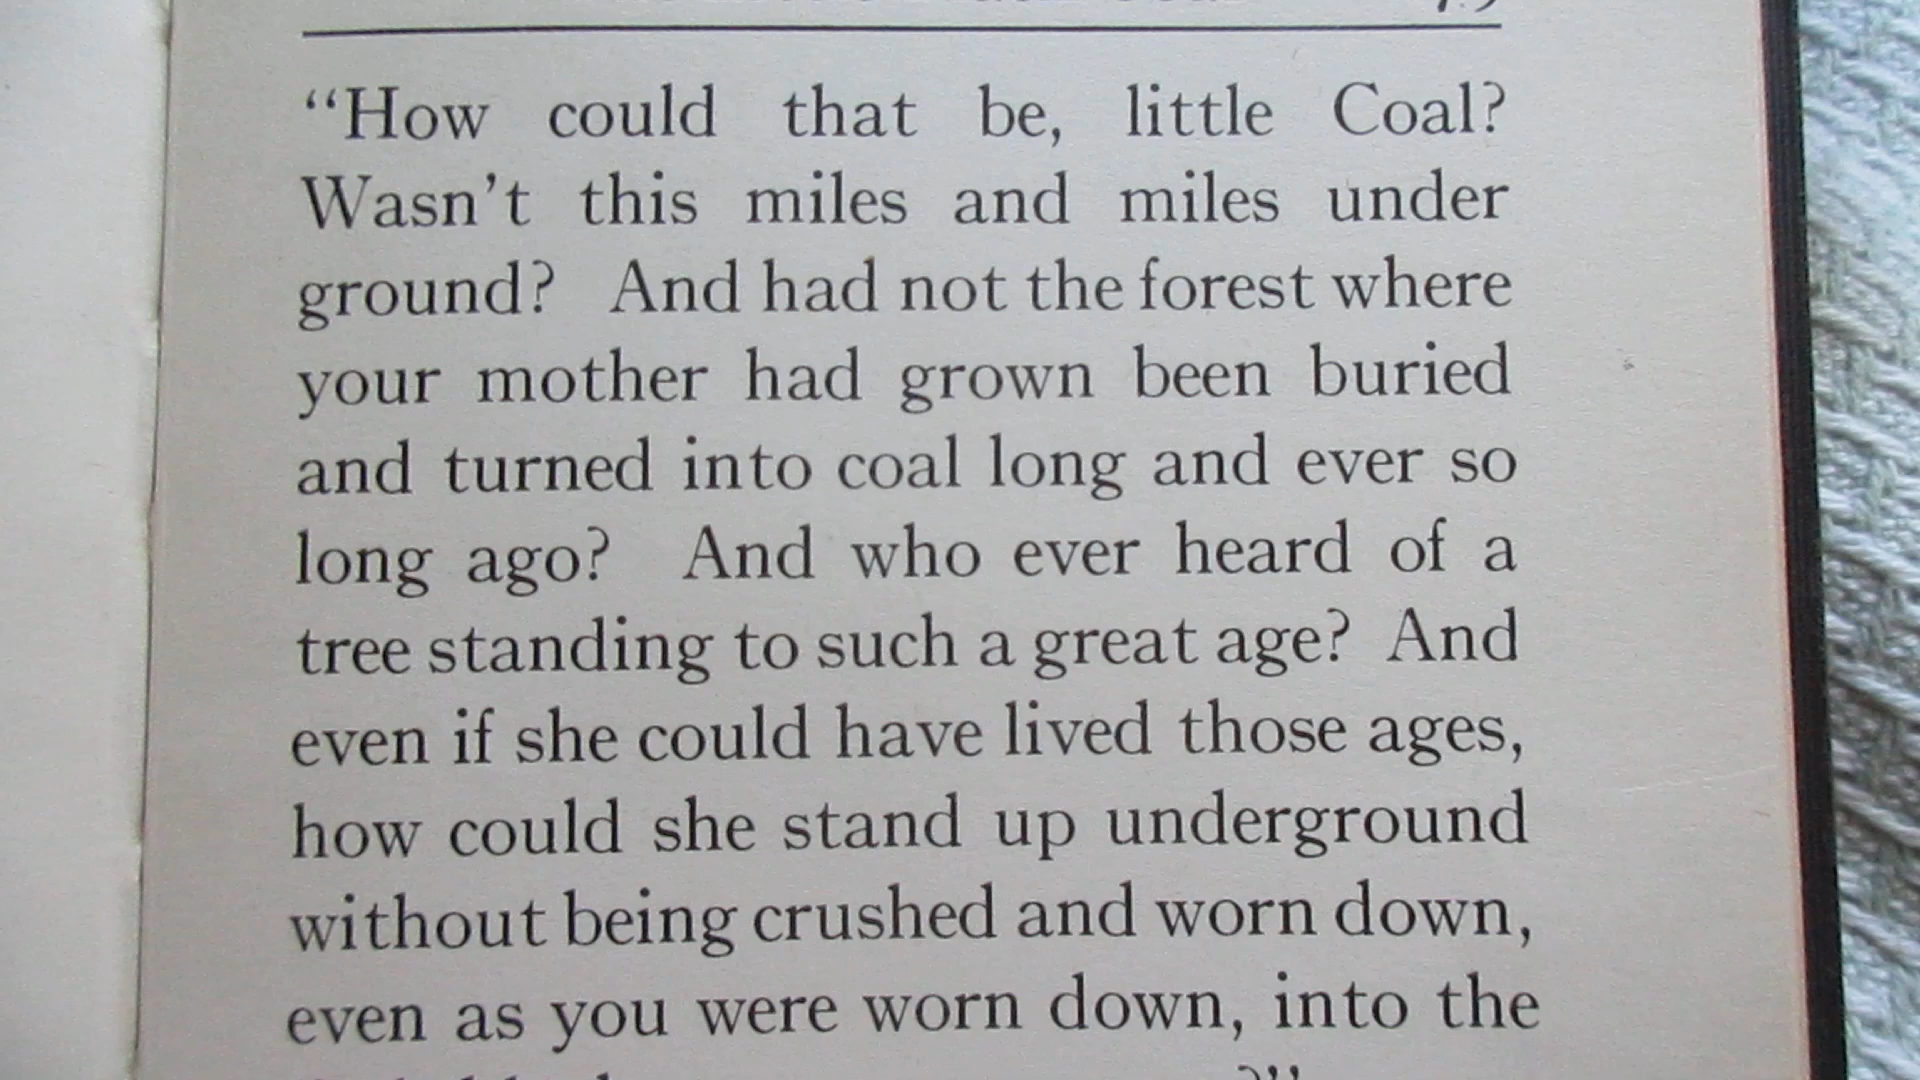 “How could that be, little Coal?
Wasn’t this miles and miles under
ground? And had not the forest where
your mother had grown been buried
and turned into coal long and ever so
long ago? And who ever heard of a
tree standing to such a great age? And
even if she could have lived those ages,
how could she stand up underground
without being crushed and worn down,
even as you were worn down, into the